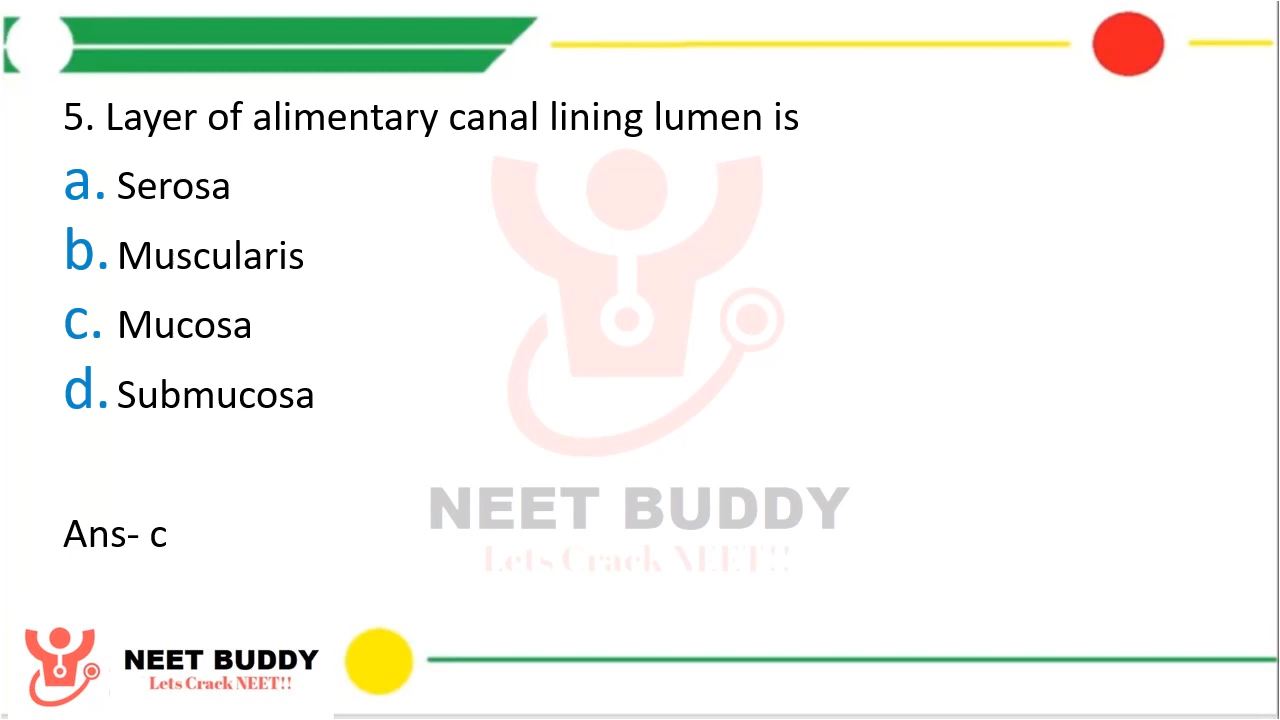 5. Layer of alimentary canal lining lumen is
a. Serosa
b. Muscularis
c. Mucosa
d. Submucosa
NEET BUDDY
Lets Crack NEET!!
Ans- c
NEET BUDDY
Lets Crack NEET!!